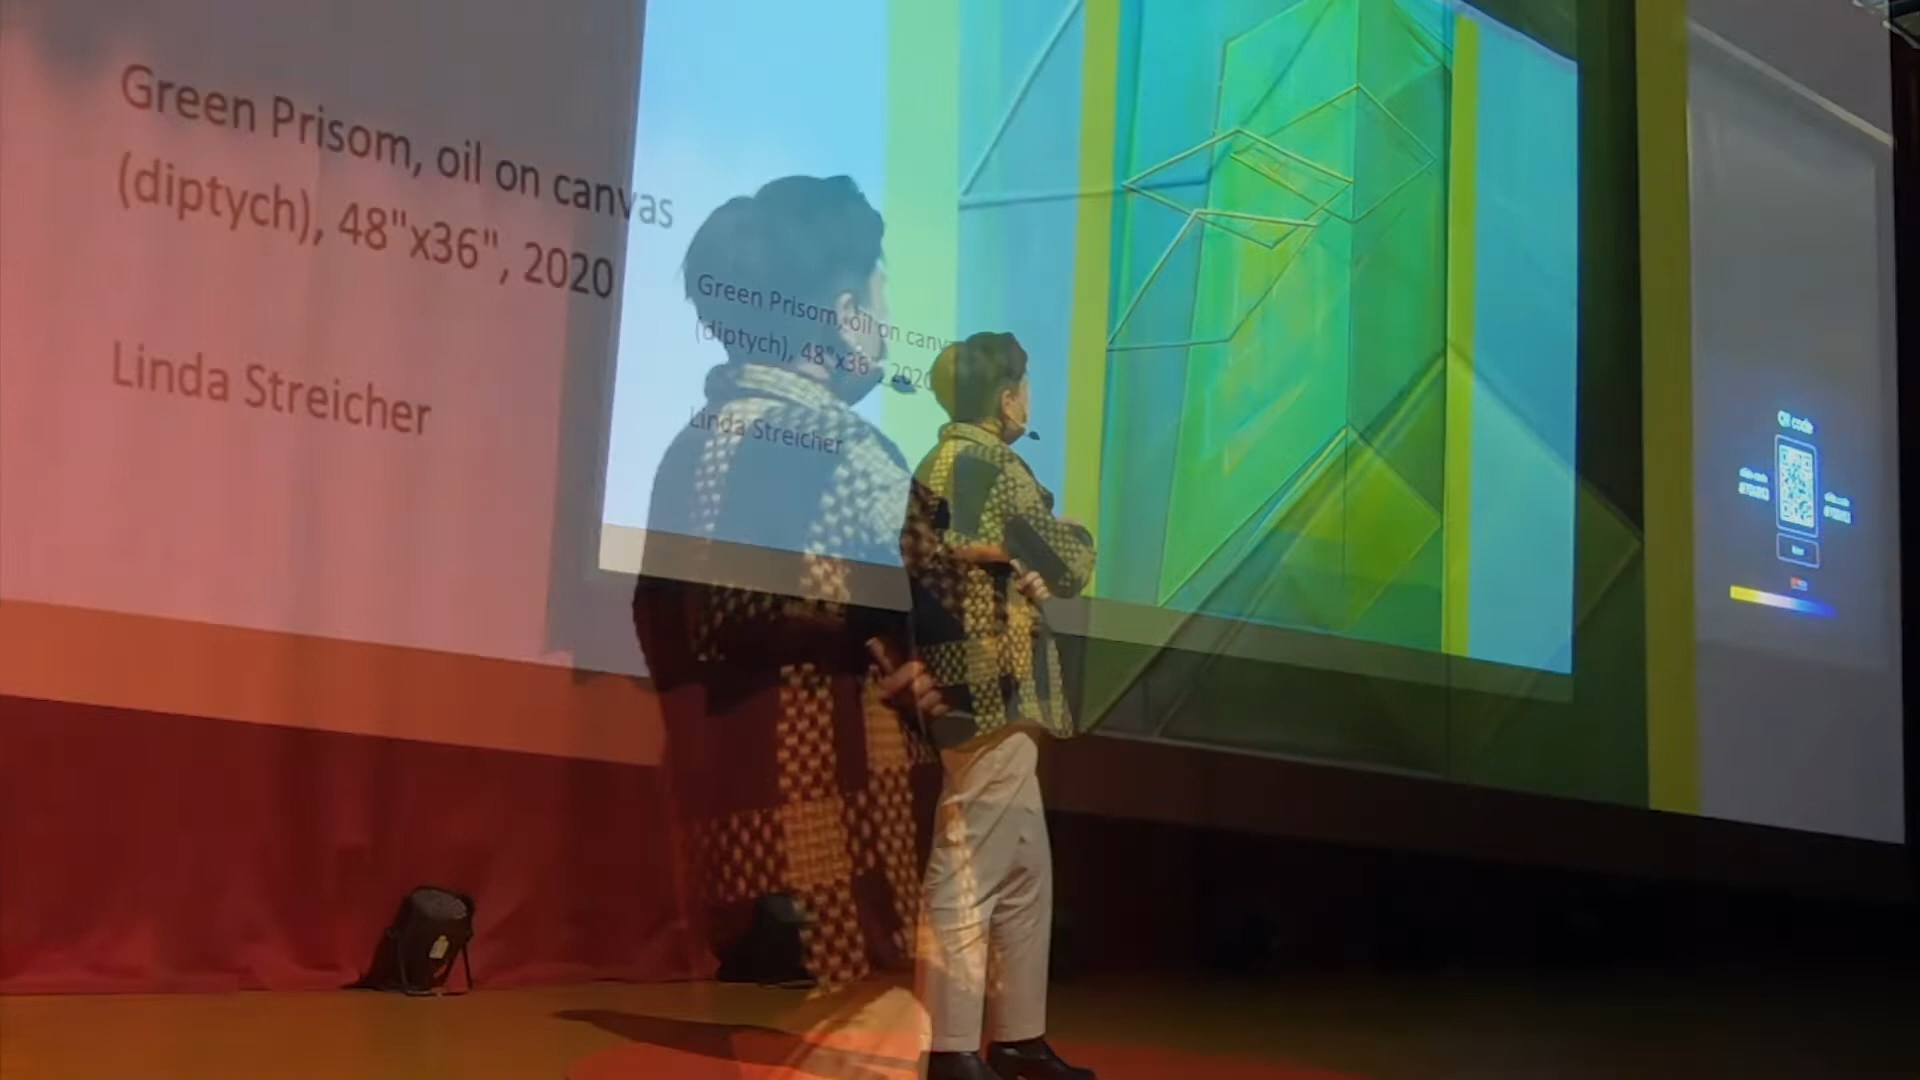 Green Prisom, oil on canvas
(diptych), 48"x36", 2020
Linda Streicher
Green Prisom, oil on canv
(diptych), 48"x36", 2020
Linda Streicher
QR code